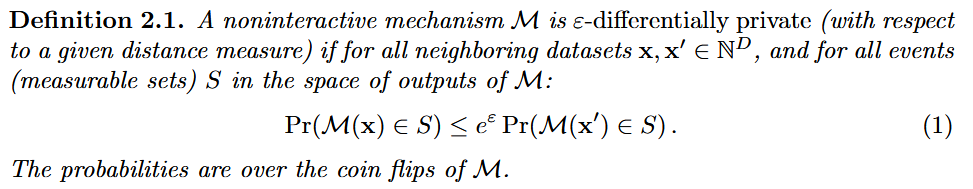 Definition 2.1. A noninteractive mechanism ℳ is ε-differentially private (with respect
to a given distance measure) if for all neighboring datasets x, x′ ∈ ℕᴰ, and for all events
(measurable sets) S in the space of outputs of ℳ:
Pr(ℳ(x) ∈ S) ≤ eᵋ Pr(ℳ(x′) ∈ S). (1)
The probabilities are over the coin flips of ℳ.